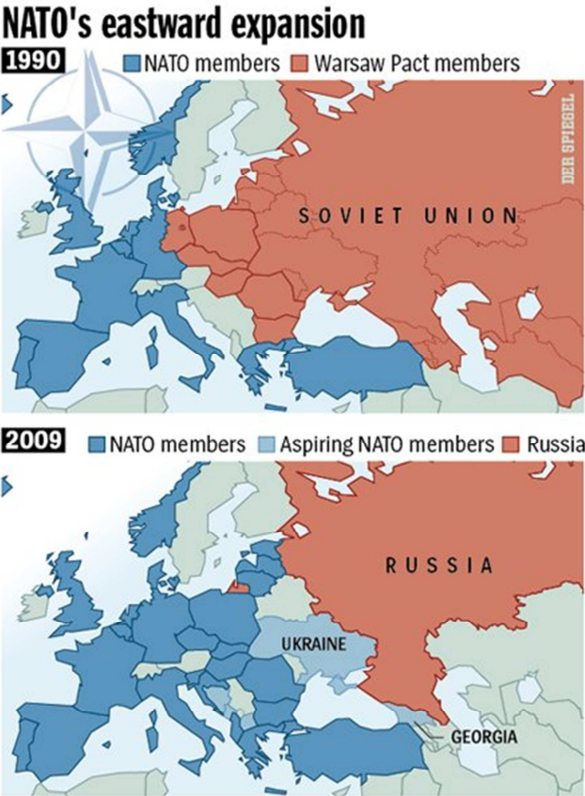 NATO's eastward expansion
1990
NATO members Warsaw Pact members
DER SPIEGEL
SOVIET UNION
2009
NATO members Aspiring NATO members Russia
RUSSIA
UKRAINE
GEORGIA